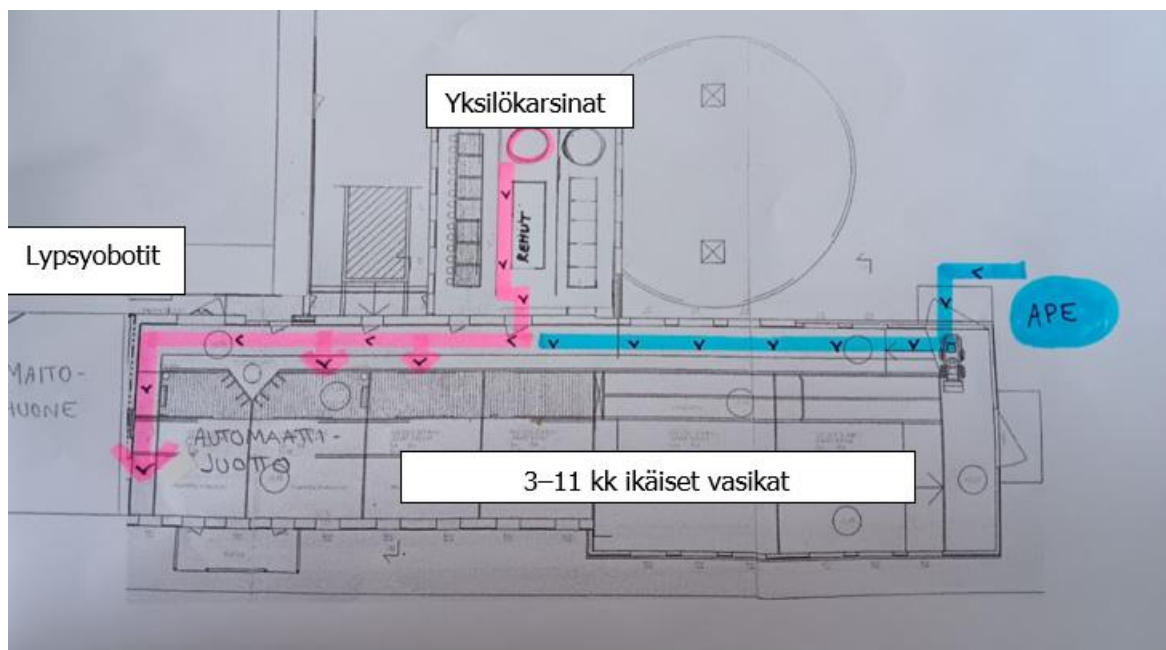 Yksilökarsinat
REHUT
Lypsyobotit
APE
MAITO-
HUONE
AUTOMAATTI-
JUOTTO
3–11 kk ikäiset vasikat